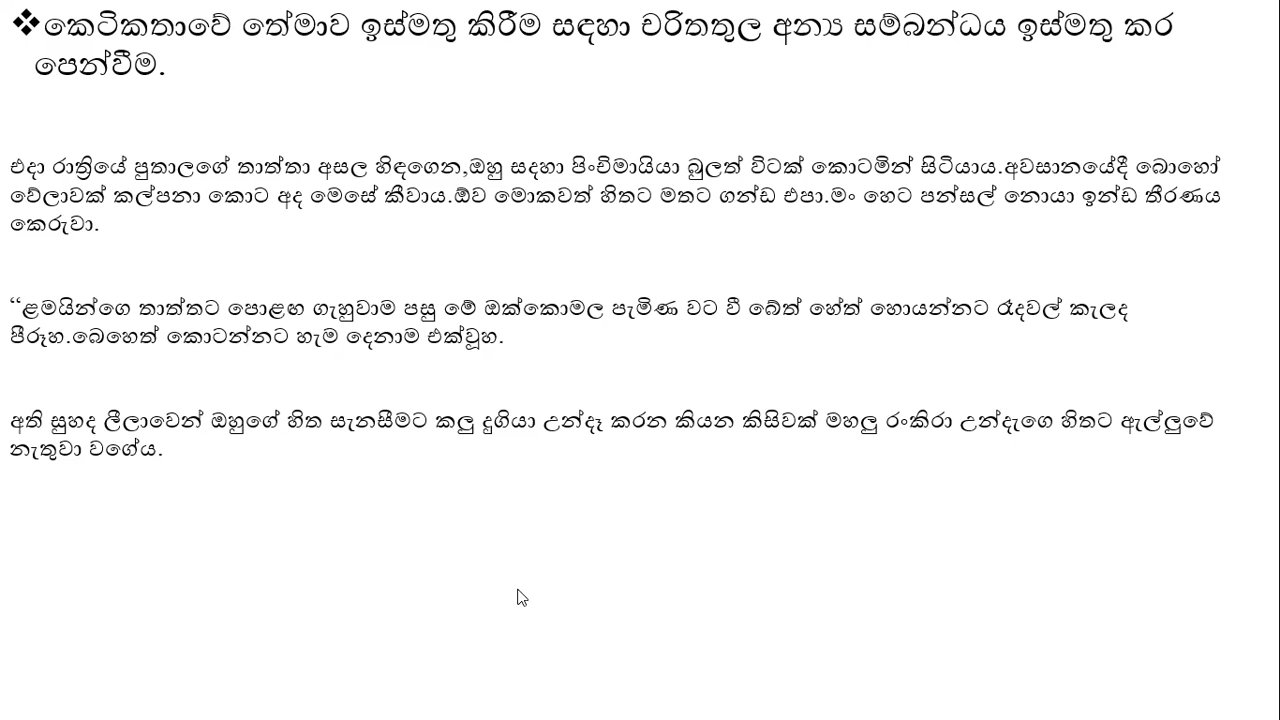 ❖කෙටිකතාවේ තේමාව ඉස්මතු කිරීම සඳහා චරිතතුල අන්‍ය සම්බන්ධය ඉස්මතු කර
පෙන්වීම.
එදා රාත්‍රියේ පුතාලගේ තාත්තා අසල හිඳගෙන,ඔහු සදහා පිංචිමායියා බුලත් විටක් කොටමින් සිටියාය.අවසානයේදී බොහෝ
වේලාවක් කල්පනා කොට අද මෙසේ කීවාය.ඕව මොකවත් හිතට මතට ගන්ඩ එපා.මං හෙට පන්සල් නොයා ඉන්ඩ තීරණය
කෙරුවා.
“ළමයින්ගෙ තාත්තට පොළඟ ගැහුවාම පසු මේ ඔක්කොමල පැමිණ වට වී බේත් හේත් හොයන්නට රෑදවල් කැලද
පීරූහ.බෙහෙත් කොටන්නට හැම දෙනාම එක්වූහ.
අති සුහද ලීලාවෙන් ඔහුගේ හිත සැනසීමට කලු දුගියා උන්දෑ කරන කියන කිසිවක් මහලු රංකිරා උන්දැගෙ හිතට ඇල්ලුවේ
නැතුවා වගේය.